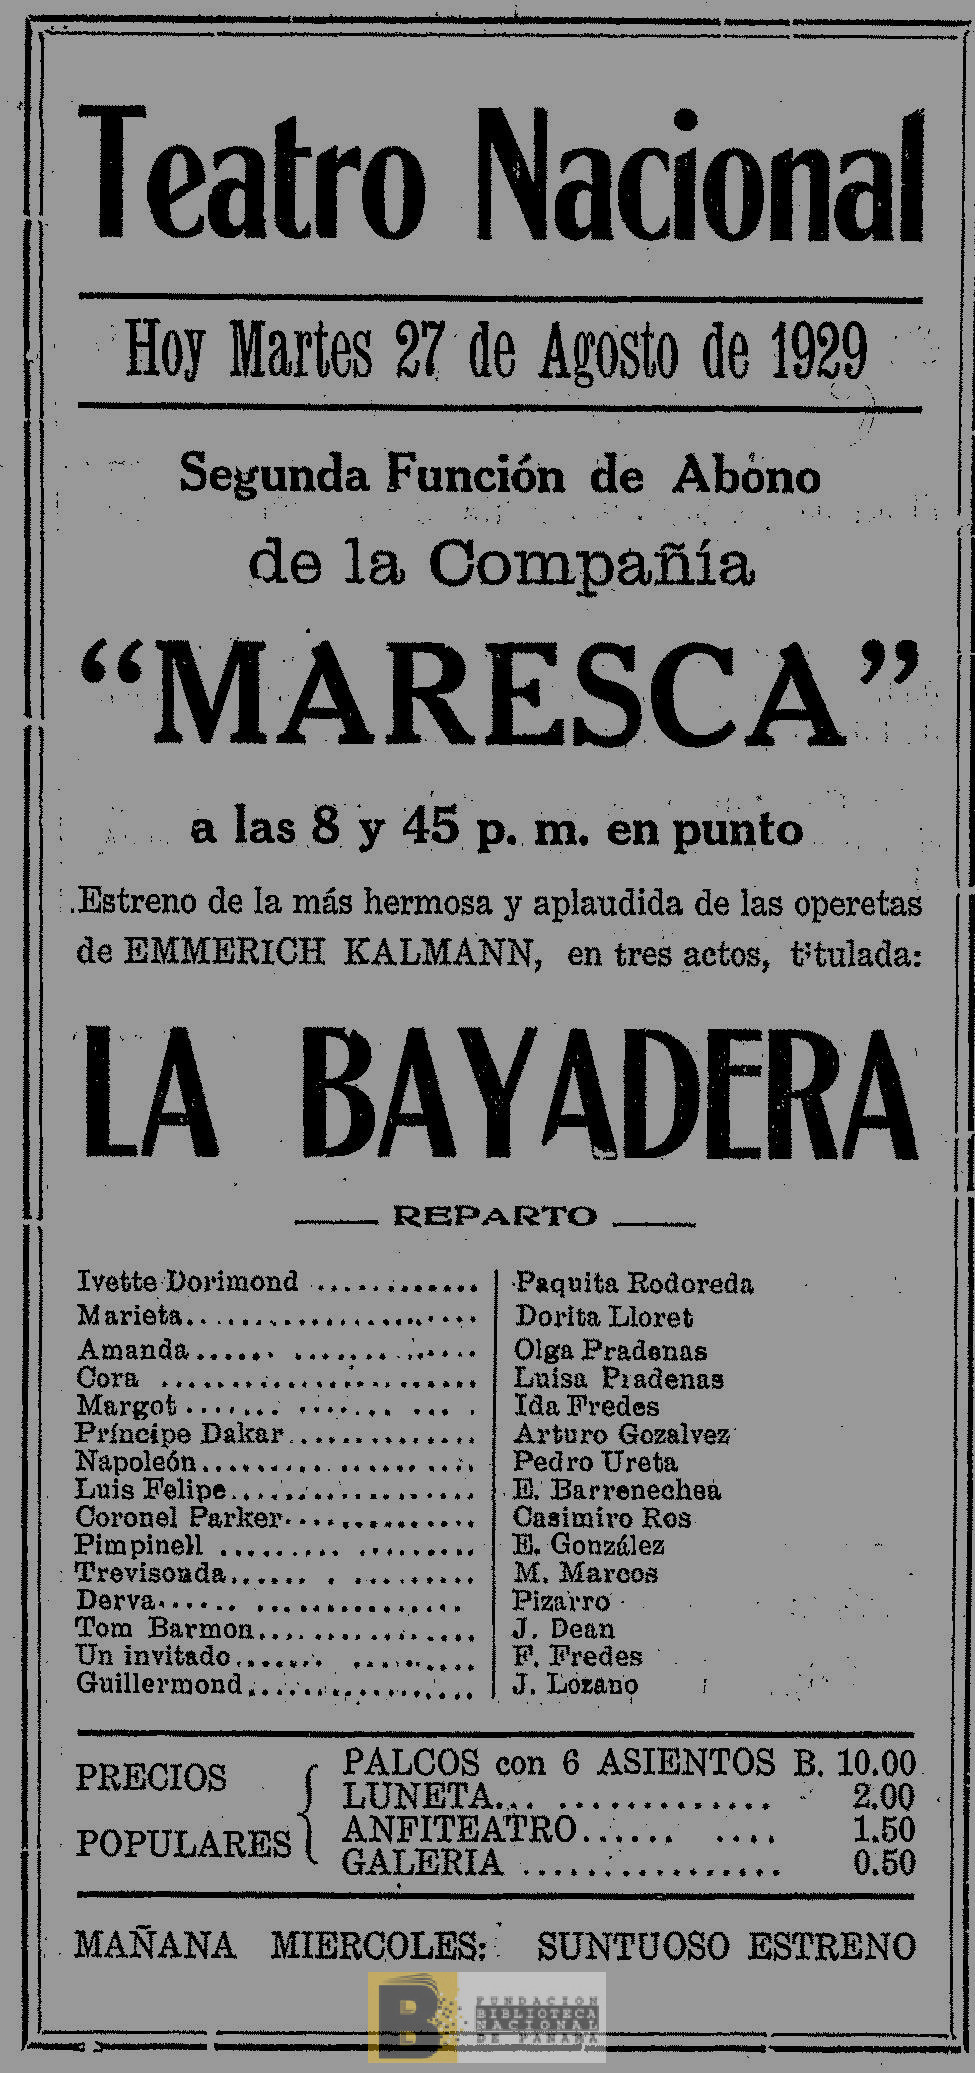 Teatro Nacional
Hoy Martes 27 de Agosto de 1929
Segunda Función de Abono
de la Compañía
“MARESCA”
a las 8 y 45 p. m. en punto
Estreno de la más hermosa y aplaudida de las operetas
de EMMERICH KALMANN, en tres actos, titulada:
LA BAYADERA
REPARTO
Ivette Dorimond ............ Paquita Rodoreda
Marieta..................... Dorita Lloret
Amanda...... ....... ...... Olga Pradenas
Cora ....................... Luisa Pradenas
Margot....... ....... ... . Ida Fredes
Príncipe Dakar.............. Arturo Gozalvez
Napoleón.................... Pedro Ureta
Luis Felipe.................. E. Barrenechea
Coronel Parker.............. Casimiro Ros
Pimpinell ......... ......... E. González
Trevisonda...... . ......... M. Marcos
Derva...... ............... Pizarro
Tom Barmon................ J. Dean
Un invitado....... ......... F. Fredes
Guillermond................. J. Lozano
PRECIOS POPULARES
PALCOS con 6 ASIENTOS B. 10.00
LUNETA... ............. 2.00
ANFITEATRO...... .... 1.50
GALERIA ................ 0.50
MAÑANA MIERCOLES: SUNTUOSO ESTRENO
B
FUNDACION
BIBLIOTECA
NACIONAL
DE PANAMA